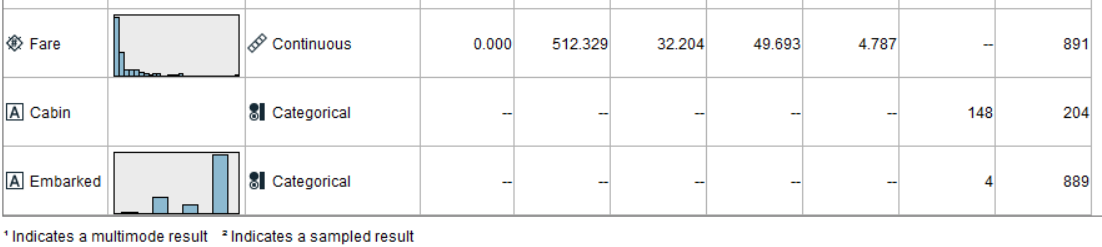 Fare Continuous 0.000 512.329 32.204 49.693 4.787 -- 891
A Cabin Categorical -- -- -- -- -- 148 204
A Embarked Categorical -- -- -- -- -- 4 889
¹ Indicates a multimode result ² Indicates a sampled result